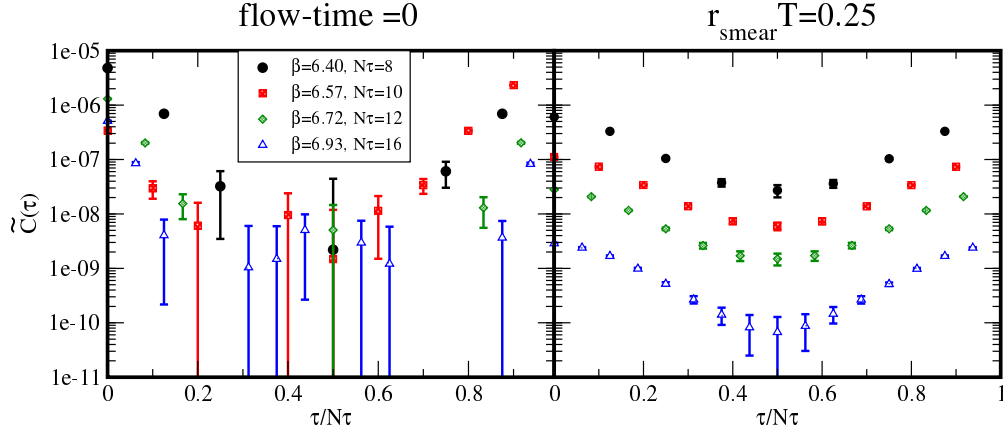 flow-time =0
r_smear T=0.25
1e-05
1e-06
1e-07
1e-08
1e-09
1e-10
1e-11
C̃(τ)
β=6.40, Nτ=8
β=6.57, Nτ=10
β=6.72, Nτ=12
β=6.93, Nτ=16
0 0.2 0.4 0.6 0.8 0 0.2 0.4 0.6 0.8 1
τ/Nτ τ/Nτ